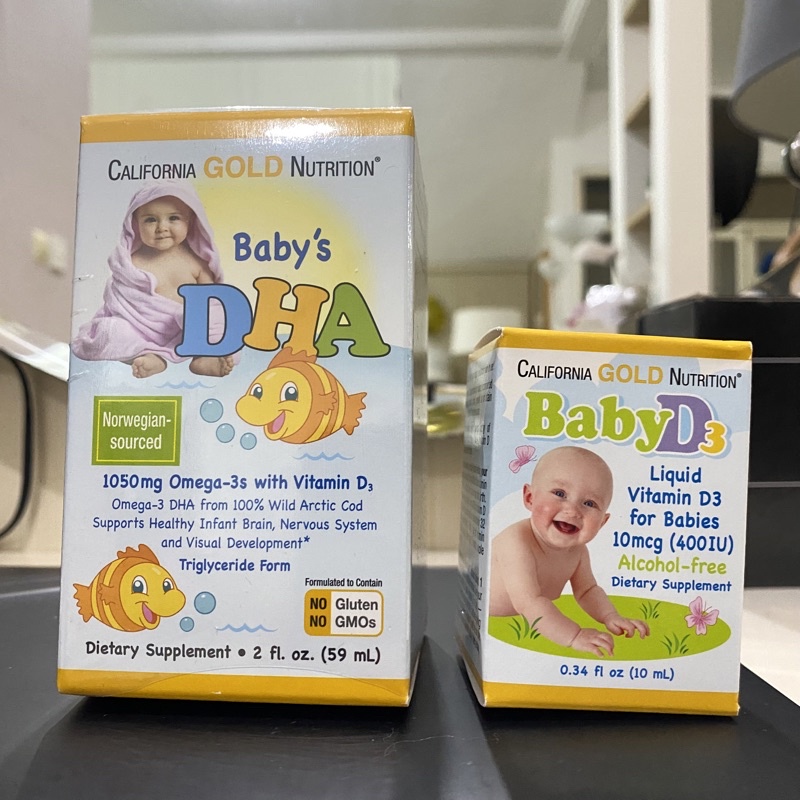 CALIFORNIA GOLD NUTRITION®
Baby's
DHA
Norwegian-
sourced
1050mg Omega-3s with Vitamin D₃
Omega-3 DHA from 100% Wild Arctic Cod
Supports Healthy Infant Brain, Nervous System
and Visual Development*
Triglyceride Form
Formulated to Contain
NO Gluten
NO GMOs
Dietary Supplement • 2 fl. oz. (59 mL)
CALIFORNIA GOLD NUTRITION®
BabyD3
Liquid
Vitamin D3
for Babies
10mcg (400IU)
Alcohol-free
Dietary Supplement
0.34 fl oz (10 mL)